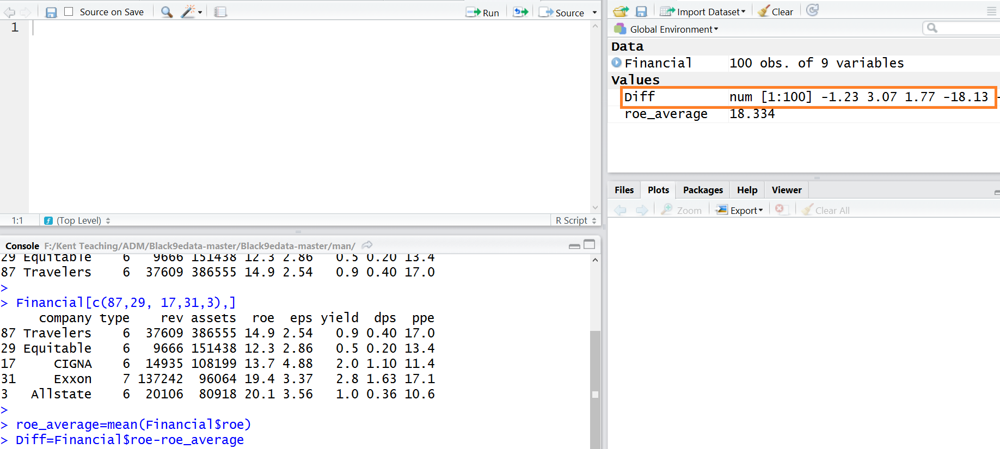 Source on Save
Run
Source
1
1:1
(Top Level)
R Script
Console F:/Kent Teaching/ADM/Black9edata-master/Black9edata-master/man/
29 Equitable 6 9666 151438 12.3 2.86 0.5 0.20 13.4
87 Travelers 6 37609 386555 14.9 2.54 0.9 0.40 17.0
>
> Financial[c(87,29, 17,31,3),]
company type rev assets roe eps yield dps ppe
87 Travelers 6 37609 386555 14.9 2.54 0.9 0.40 17.0
29 Equitable 6 9666 151438 12.3 2.86 0.5 0.20 13.4
17 CIGNA 6 14935 108199 13.7 4.88 2.0 1.10 11.4
31 Exxon 7 137242 96064 19.4 3.37 2.8 1.63 17.1
3 Allstate 6 20106 80918 20.1 3.56 1.0 0.36 10.6
>
> roe_average=mean(Financial$roe)
> Diff=Financial$roe-roe_average
Import Dataset
Clear
Global Environment
Data
Financial 100 obs. of 9 variables
Values
Diff num [1:100] -1.23 3.07 1.77 -18.13 -
roe_average 18.334
Files Plots Packages Help Viewer
Zoom Export Clear All